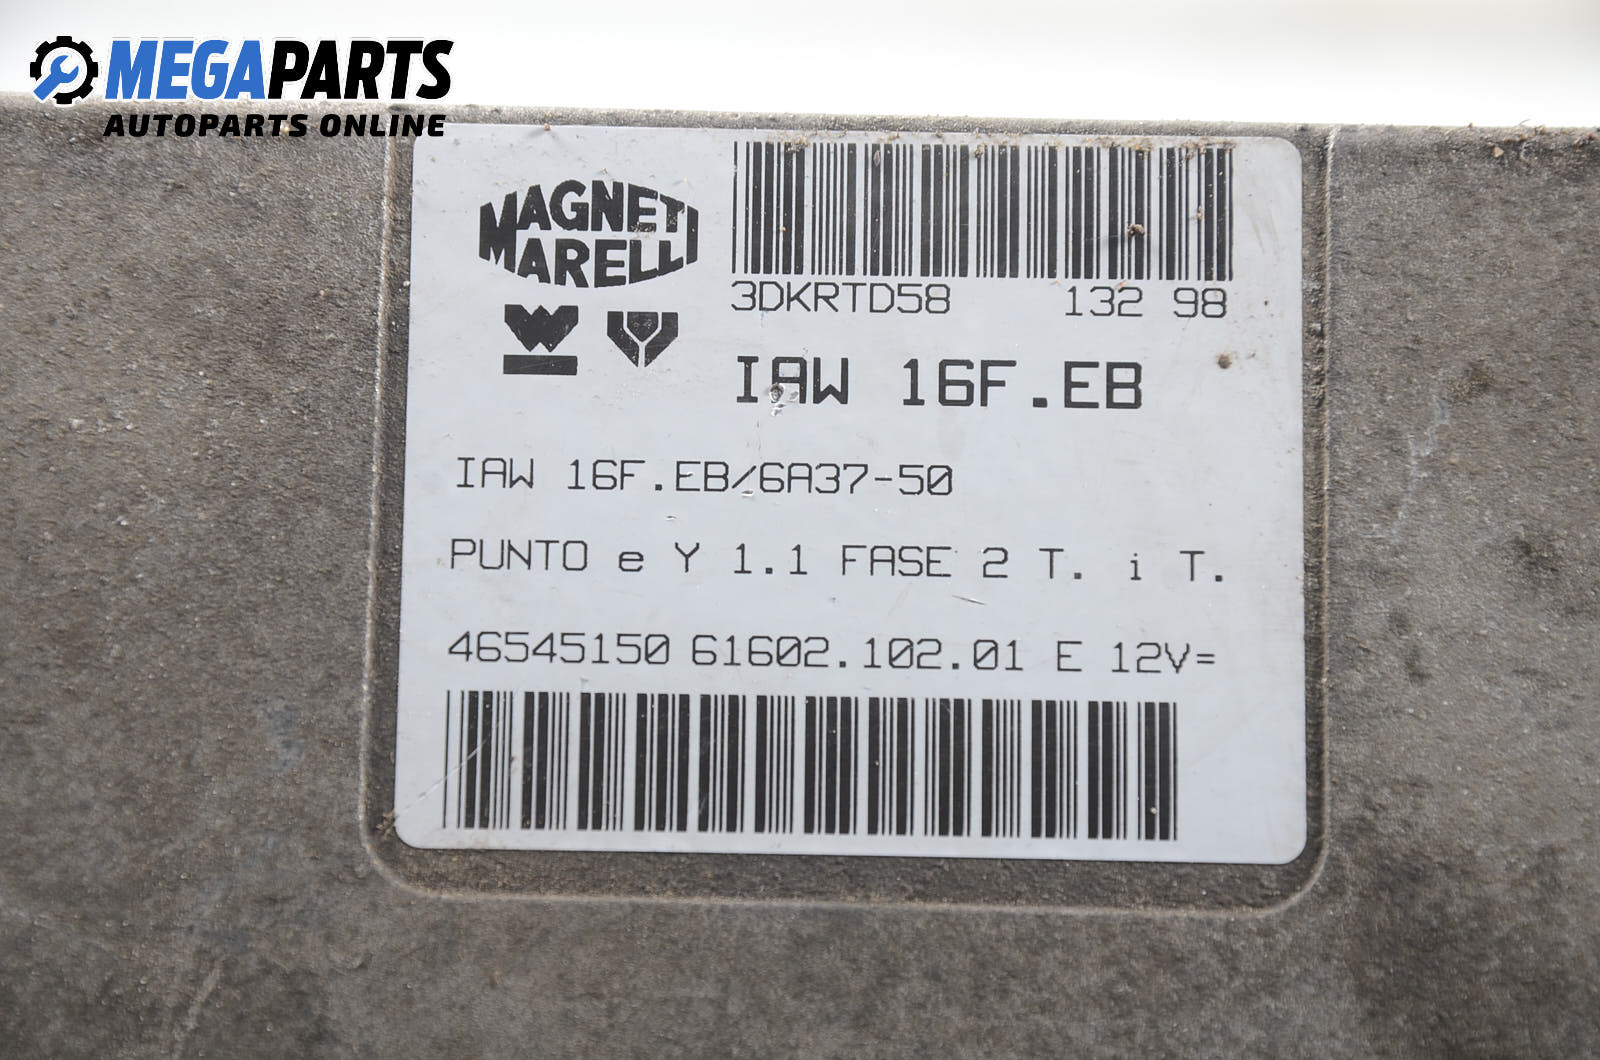 MEGAPARTS
AUTOPARTS ONLINE
MAGNETI
MARELLI
3DKRTD58 132 98
IAW 16F.EB
IAW 16F.EB/6A37-50
PUNTO e Y 1.1 FASE 2 T. i T.
46545150 61602.102.01 E 12V=